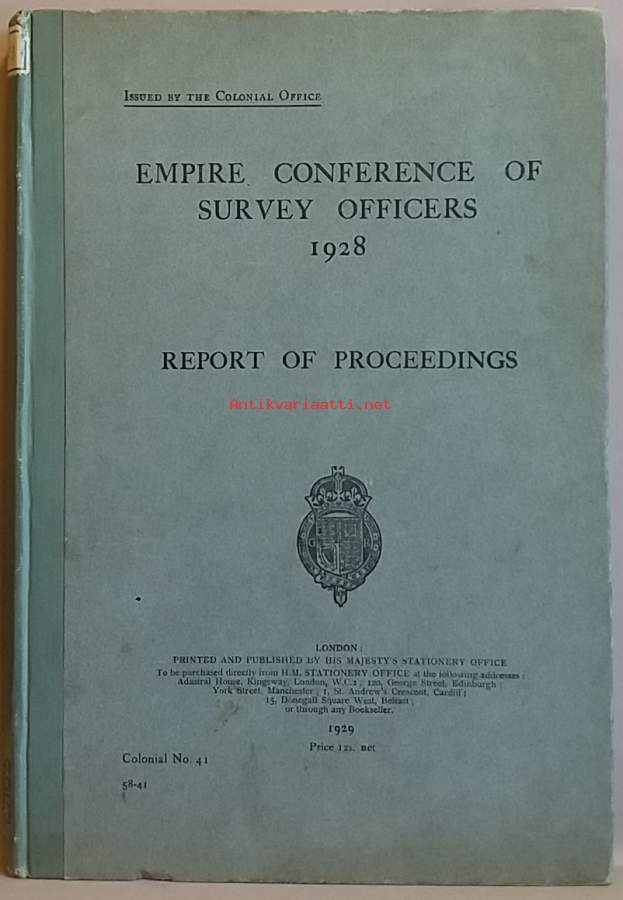 Issued by the Colonial Office
EMPIRE CONFERENCE OF
SURVEY OFFICERS
1928
REPORT OF PROCEEDINGS
Antikvariaatti.net
G R
LONDON:
PRINTED AND PUBLISHED BY HIS MAJESTY'S STATIONERY OFFICE
To be purchased directly from H.M. STATIONERY OFFICE at the following addresses:
Adastral House, Kingsway, London, W.C.2; 120, George Street, Edinburgh;
York Street, Manchester; 1, St. Andrew's Crescent, Cardiff;
15, Donegall Square West, Belfast;
or through any Bookseller.
1929
Price 12s. net
Colonial No. 41
58-41